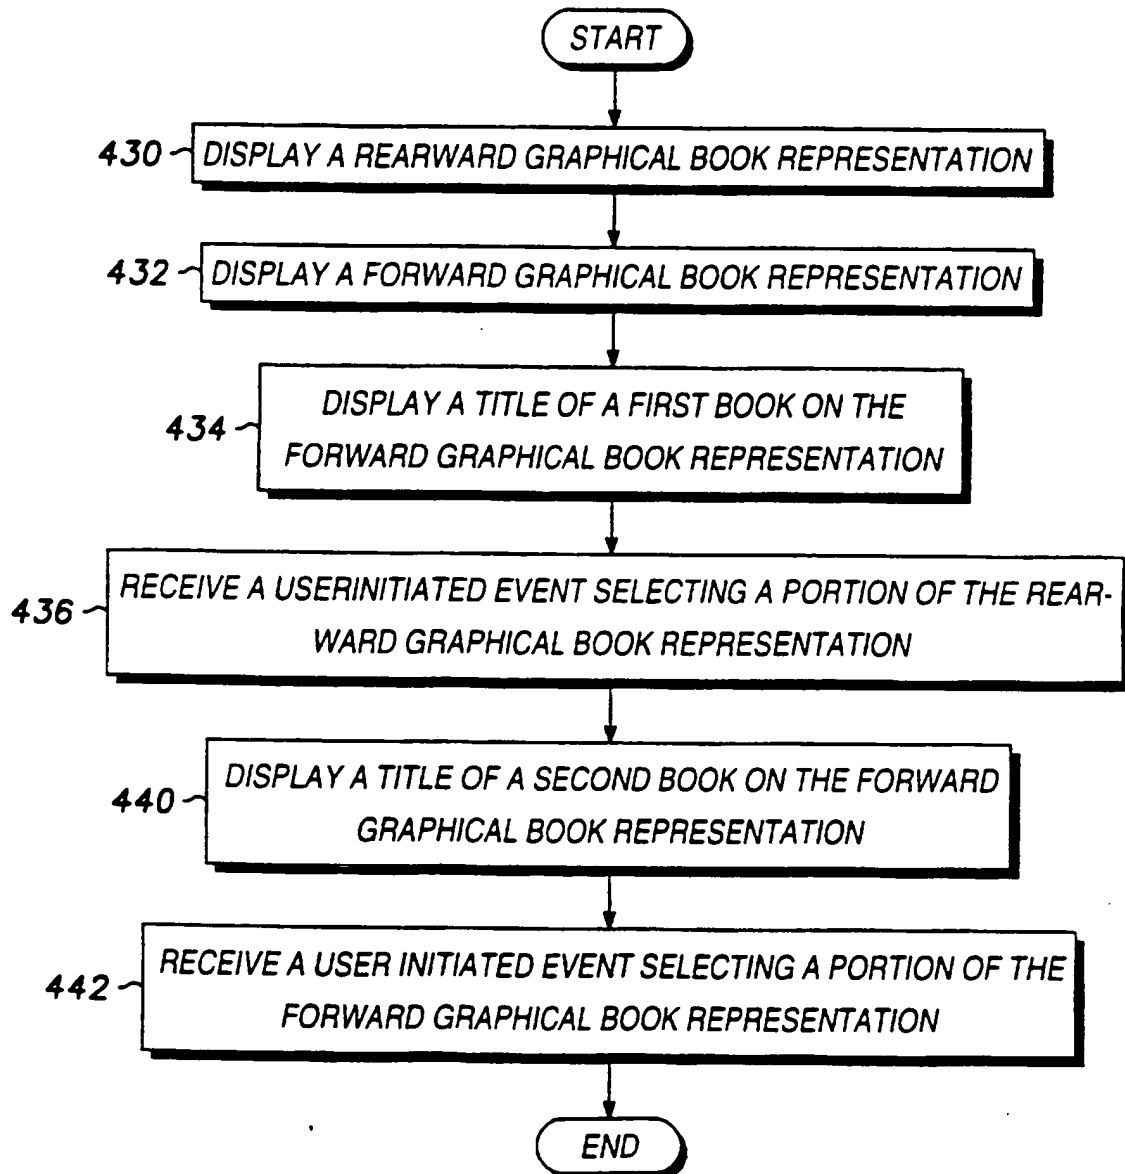 START
430 DISPLAY A REARWARD GRAPHICAL BOOK REPRESENTATION
432 DISPLAY A FORWARD GRAPHICAL BOOK REPRESENTATION
434 DISPLAY A TITLE OF A FIRST BOOK ON THE
FORWARD GRAPHICAL BOOK REPRESENTATION
436 RECEIVE A USERINITIATED EVENT SELECTING A PORTION OF THE REAR-
WARD GRAPHICAL BOOK REPRESENTATION
440 DISPLAY A TITLE OF A SECOND BOOK ON THE FORWARD
GRAPHICAL BOOK REPRESENTATION
442 RECEIVE A USER INITIATED EVENT SELECTING A PORTION OF THE
FORWARD GRAPHICAL BOOK REPRESENTATION
END